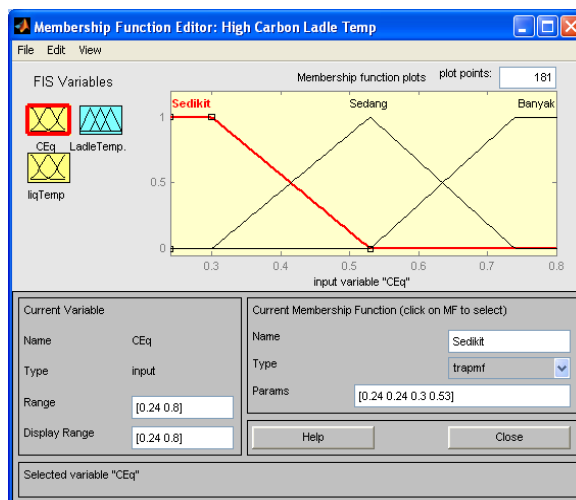 Membership Function Editor: High Carbon Ladle Temp
File Edit View
FIS Variables
CEq LadleTemp.
liqTemp
Membership function plots plot points: 181
Sedikit Sedang Banyak
1
0.5
0
0.3 0.4 0.5 0.6 0.7 0.8
input variable "CEq"
Current Variable
Name CEq
Type input
Range [0.24 0.8]
Display Range [0.24 0.8]
Current Membership Function (click on MF to select)
Name Sedikit
Type trapmf
Params [0.24 0.24 0.3 0.53]
Help Close
Selected variable "CEq"